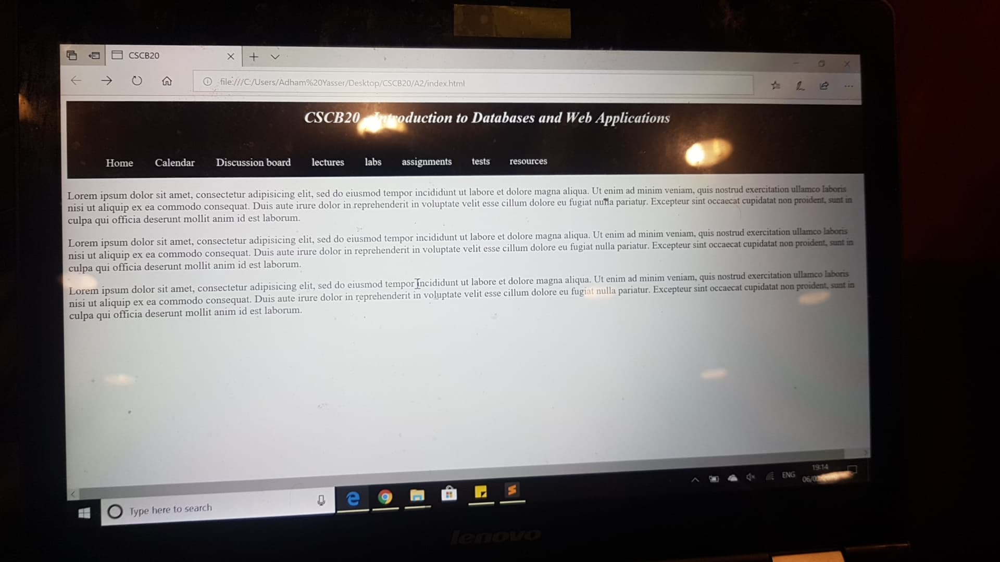 CSCB20
file:///C:/Users/Adham%20Yasser/Desktop/CSCB20/A2/index.html
CSCB20 - Introduction to Databases and Web Applications
Home Calendar Discussion board lectures labs assignments tests resources
Lorem ipsum dolor sit amet, consectetur adipisicing elit, sed do eiusmod tempor incididunt ut labore et dolore magna aliqua. Ut enim ad minim veniam, quis nostrud exercitation ullamco laboris
nisi ut aliquip ex ea commodo consequat. Duis aute irure dolor in reprehenderit in voluptate velit esse cillum dolore eu fugiat nulla pariatur. Excepteur sint occaecat cupidatat non proident, sunt in
culpa qui officia deserunt mollit anim id est laborum.
Lorem ipsum dolor sit amet, consectetur adipisicing elit, sed do eiusmod tempor incididunt ut labore et dolore magna aliqua. Ut enim ad minim veniam, quis nostrud exercitation ullamco laboris
nisi ut aliquip ex ea commodo consequat. Duis aute irure dolor in reprehenderit in voluptate velit esse cillum dolore eu fugiat nulla pariatur. Excepteur sint occaecat cupidatat non proident, sunt in
culpa qui officia deserunt mollit anim id est laborum.
Lorem ipsum dolor sit amet, consectetur adipisicing elit, sed do eiusmod tempor incididunt ut labore et dolore magna aliqua. Ut enim ad minim veniam, quis nostrud exercitation ullamco laboris
nisi ut aliquip ex ea commodo consequat. Duis aute irure dolor in reprehenderit in voluptate velit esse cillum dolore eu fugiat nulla pariatur. Excepteur sint occaecat cupidatat non proident, sunt in
culpa qui officia deserunt mollit anim id est laborum.
19:14
ENG
Type here to search
lenovo